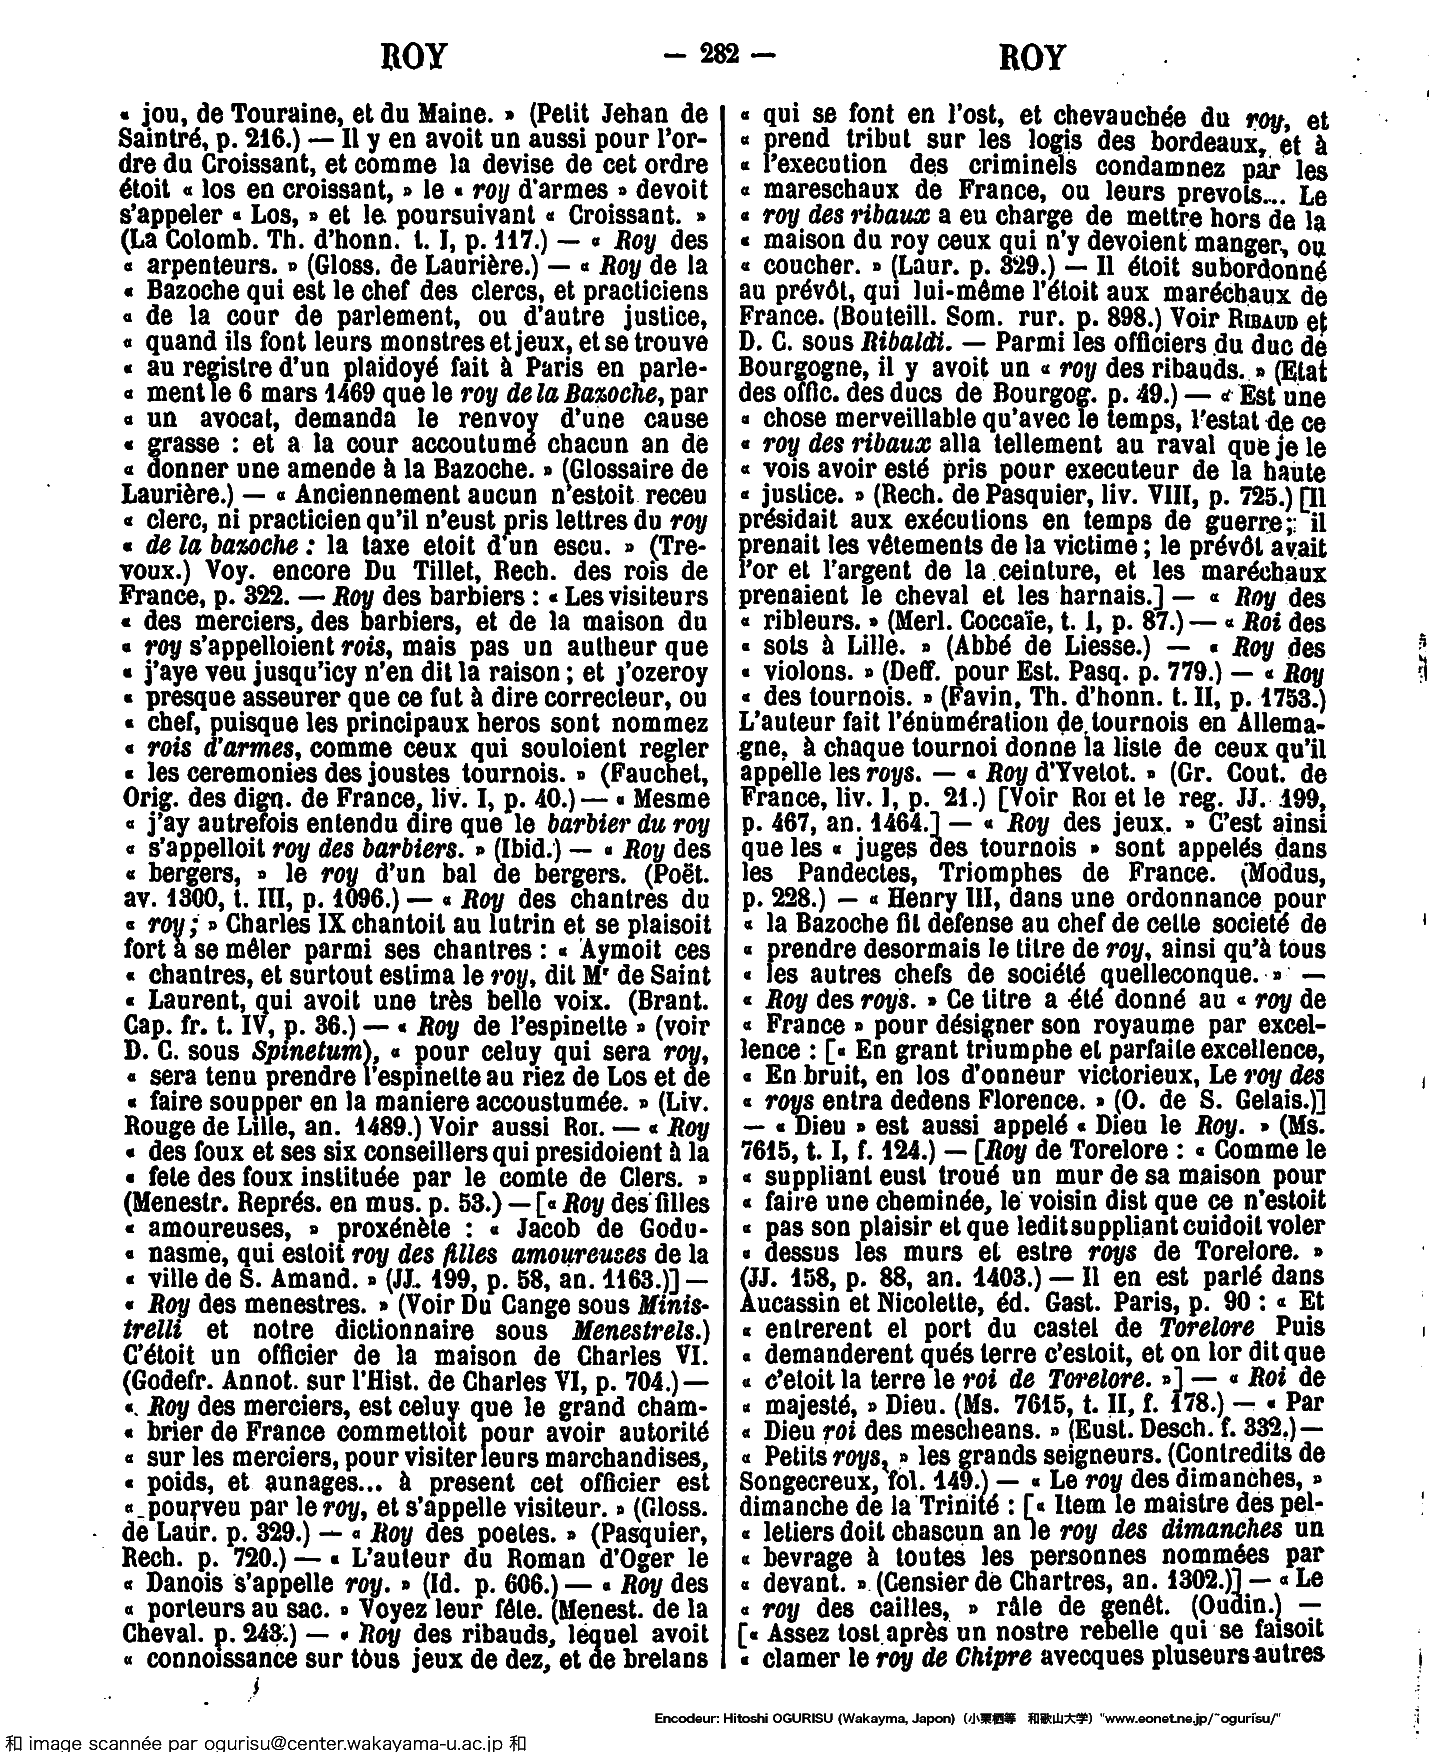 ROY — 282 — ROY
« jou, de Touraine, et du Maine. » (Petit Jehan de
Saintré, p. 216.) — Il y en avoit un aussi pour l'or-
dre du Croissant, et comme la devise de cet ordre
étoit « los en croissant, » le « roy d'armes » devoit
s'appeler « Los, » et le poursuivant « Croissant. »
(La Colomb. Th. d'honn. t. I, p. 117.) — « Roy des
« arpenteurs. » (Gloss. de Laurière.) — « Roy de la
« Bazoche qui est le chef des clercs, et practiciens
« de la cour de parlement, ou d'autre justice,
« quand ils font leurs monstres et jeux, et se trouve
« au registre d'un plaidoyé fait à Paris en parle-
« ment le 6 mars 1469 que le roy de la Bazoche, par
« un avocat, demanda le renvoy d'une cause
« grasse : et a la cour accoutumé chacun an de
« donner une amende à la Bazoche. » (Glossaire de
Laurière.) — « Anciennement aucun n'estoit receu
« clerc, ni practicien qu'il n'eust pris lettres du roy
« de la bazoche : la taxe etoit d'un escu. » (Tre-
voux.) Voy. encore Du Tillet, Rech. des rois de
France, p. 322. — Roy des barbiers : « Les visiteurs
« des merciers, des barbiers, et de la maison du
« roy s'appelloient rois, mais pas un autheur que
« j'aye veu jusqu'icy n'en dit la raison ; et j'ozeroy
« presque asseurer que ce fut à dire correcteur, ou
« chef, puisque les principaux heros sont nommez
« rois d'armes, comme ceux qui souloient regler
« les ceremonies des joustes tournois. » (Fauchet,
Orig. des dign. de France, liv. I, p. 40.) — « Mesme
« j'ay autrefois entendu dire que le barbier du roy
« s'appelloit roy des barbiers. » (Ibid.) — « Roy des
« bergers, » le roy d'un bal de bergers. (Poët.
av. 1300, t. III, p. 1096.) — « Roy des chantres du
« roy ; » Charles IX chantoit au lutrin et se plaisoit
fort à se mêler parmi ses chantres : « Aymoit ces
« chantres, et surtout estima le roy, dit Mr de Saint
« Laurent, qui avoit une très belle voix. (Brant.
Cap. fr. t. IV, p. 36.) — « Roy de l'espinette » (voir
D. C. sous Spinetum), « pour celuy qui sera roy,
« sera tenu prendre l'espinette au riez de Los et de
« faire soupper en la maniere accoustumée. » (Liv.
Rouge de Lille, an. 1489.) Voir aussi ROI. — « Roy
« des foux et ses six conseillers qui presidoient à la
« fete des foux instituée par le comte de Clers. »
(Menestr. Représ. en mus. p. 53.) — [« Roy des filles
« amoureuses, » proxénète : « Jacob de Godu-
« nasme, qui estoit roy des filles amoureuses de la
« ville de S. Amand. » (JJ. 199, p. 58, an. 1163.)] —
« Roy des menestres. » (Voir Du Cange sous Minis-
trelli et notre dictionnaire sous Menestrels.)
C'étoit un officier de la maison de Charles VI.
(Godefr. Annot. sur l'Hist. de Charles VI, p. 704.) —
« Roy des merciers, est celuy que le grand cham-
« brier de France commettoit pour avoir autorité
« sur les merciers, pour visiter leurs marchandises,
« poids, et aunages... à present cet officier est
« pourveu par le roy, et s'appelle visiteur. » (Gloss.
de Laur. p. 329.) — « Roy des poetes. » (Pasquier,
Rech. p. 720.) — « L'auteur du Roman d'Oger le
« Danois s'appelle roy. » (Id. p. 606.) — « Roy des
« porteurs au sac. » Voyez leur fête. (Menest. de la
Cheval. p. 243.) — « Roy des ribauds, lequel avoit
« connoissance sur tous jeux de dez, et de brelans
« qui se font en l'ost, et chevauchée du roy, et
« prend tribut sur les logis des bordeaux, et à
« l'execution des criminels condamnez par les
« mareschaux de France, ou leurs prevots... Le
« roy des ribaux a eu charge de mettre hors de la
« maison du roy ceux qui n'y devoient manger, ou
« coucher. » (Laur. p. 329.) — Il étoit subordonné
au prévôt, qui lui-même l'étoit aux maréchaux de
France. (Bouteill. Som. rur. p. 898.) Voir RIBAUD et
D. C. sous Ribaldi. — Parmi les officiers du duc de
Bourgogne, il y avoit un « roy des ribauds. » (Etat
des offic. des ducs de Bourgog. p. 49.) — « Est une
« chose merveillable qu'avec le temps, l'estat de ce
« roy des ribaux alla tellement au raval que je le
« vois avoir esté pris pour executeur de la haute
« justice. » (Rech. de Pasquier, liv. VIII, p. 725.) [Il
présidait aux exécutions en temps de guerre ; il
prenait les vêtements de la victime ; le prévôt avait
l'or et l'argent de la ceinture, et les maréchaux
prenaient le cheval et les harnais.] — « Roy des
« ribleurs. » (Merl. Coccaïe, t. I, p. 87.) — « Roi des
« sots à Lille. » (Abbé de Liesse.) — « Roy des
« violons. » (Deff. pour Est. Pasq. p. 779.) — « Roy
« des tournois. » (Favin, Th. d'honn. t. II, p. 1753.)
L'auteur fait l'énumération de tournois en Allema-
gne, à chaque tournoi donne la liste de ceux qu'il
appelle les roys. — « Roy d'Yvetot. » (Gr. Cout. de
France, liv. I, p. 21.) [Voir ROI et le reg. JJ. 199,
p. 467, an. 1464.] — « Roy des jeux. » C'est ainsi
que les « juges des tournois » sont appelés dans
les Pandectes, Triomphes de France. (Modus,
p. 228.) — « Henry III, dans une ordonnance pour
« la Bazoche fit defense au chef de cette societé de
« prendre desormais le titre de roy, ainsi qu'à tous
« les autres chefs de société quelleconque. » —
« Roy des roys. » Ce titre a été donné au « roy de
« France » pour désigner son royaume par excel-
lence : [« En grant triumphe et parfaite excellence,
« En bruit, en los d'onneur victorieux, Le roy des
« roys entra dedens Florence. » (O. de S. Gelais.)]
— « Dieu » est aussi appelé « Dieu le Roy. » (Ms.
7615, t. I, f. 124.) — [Roy de Torelore : « Comme le
« suppliant eust troué un mur de sa maison pour
« faire une cheminée, le voisin dist que ce n'estoit
« pas son plaisir et que ledit suppliant cuidoit voler
« dessus les murs et estre roys de Torelore. »
(JJ. 158, p. 88, an. 1403.) — Il en est parlé dans
Aucassin et Nicolette, éd. Gast. Paris, p. 90 : « Et
« entrerent el port du castel de Torelore Puis
« demanderent qués terre c'estoit, et on lor dit que
« c'etoit la terre le roi de Torelore. »] — « Roi de
« majesté, » Dieu. (Ms. 7615, t. II, f. 178.) — « Par
« Dieu roi des mescheans. » (Eust. Desch. f. 332.) —
« Petits roys, » les grands seigneurs. (Contredits de
Songecreux, fol. 149.) — « Le roy des dimanches, »
dimanche de la Trinité : [« Item le maistre des pel-
« letiers doit chascun an le roy des dimanches un
« bevrage à toutes les personnes nommées par
« devant. » (Censier de Chartres, an. 1302.)] — « Le
« roy des cailles, » râle de genêt. (Oudin.) —
[« Assez tost après un nostre rebelle qui se faisoit
« clamer le roy de Chipre avecques pluseurs autres
Encodeur: Hitoshi OGURISU (Wakayma, Japon) (小栗栖等 和歌山大学) "www.eonet.ne.jp/~ogurisu/"
和 image scannée par ogurisu@center.wakayama-u.ac.jp 和